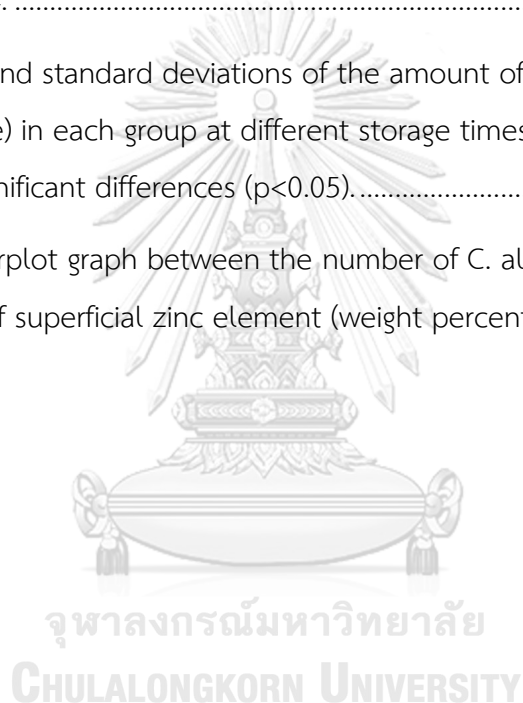 . ..........................................................................
nd standard deviations of the amount of
e) in each group at different storage times
nificant differences (p<0.05). ......................
rplot graph between the number of C. al
f superficial zinc element (weight percent
จุฬาลงกรณ์มหาวิทยาลัย
CHULALONGKORN UNIVERSITY